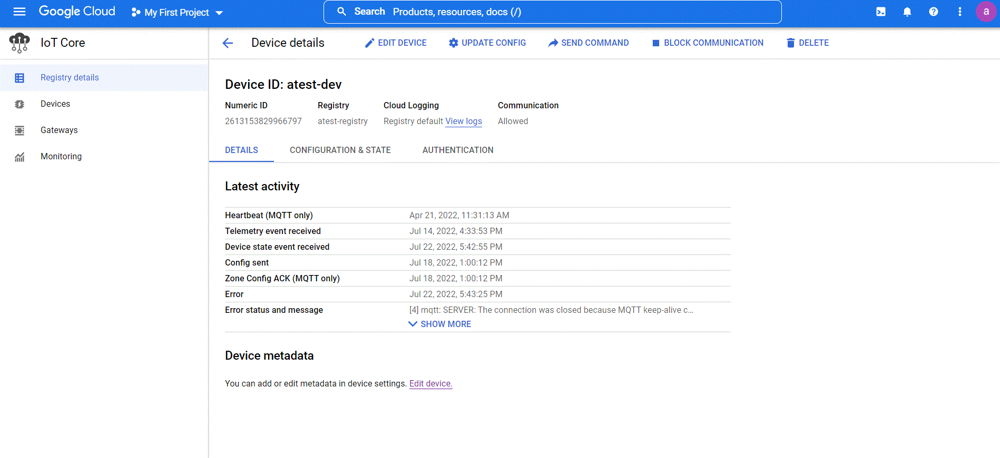 Google Cloud My First Project Search Products, resources, docs (/) a
IoT Core
Device details EDIT DEVICE UPDATE CONFIG SEND COMMAND BLOCK COMMUNICATION DELETE
Registry details
Devices
Gateways
Monitoring
Device ID: atest-dev
Numeric ID Registry Cloud Logging Communication
2613153829966797 atest-registry Registry default View logs Allowed
DETAILS CONFIGURATION & STATE AUTHENTICATION
Latest activity
Heartbeat (MQTT only) Apr 21, 2022, 11:31:13 AM
Telemetry event received Jul 14, 2022, 4:33:53 PM
Device state event received Jul 22, 2022, 5:42:55 PM
Config sent Jul 18, 2022, 1:00:12 PM
Zone Config ACK (MQTT only) Jul 18, 2022, 1:00:12 PM
Error Jul 22, 2022, 5:43:25 PM
Error status and message [4] mqtt: SERVER: The connection was closed because MQTT keep-alive c...
SHOW MORE
Device metadata
You can add or edit metadata in device settings. Edit device.